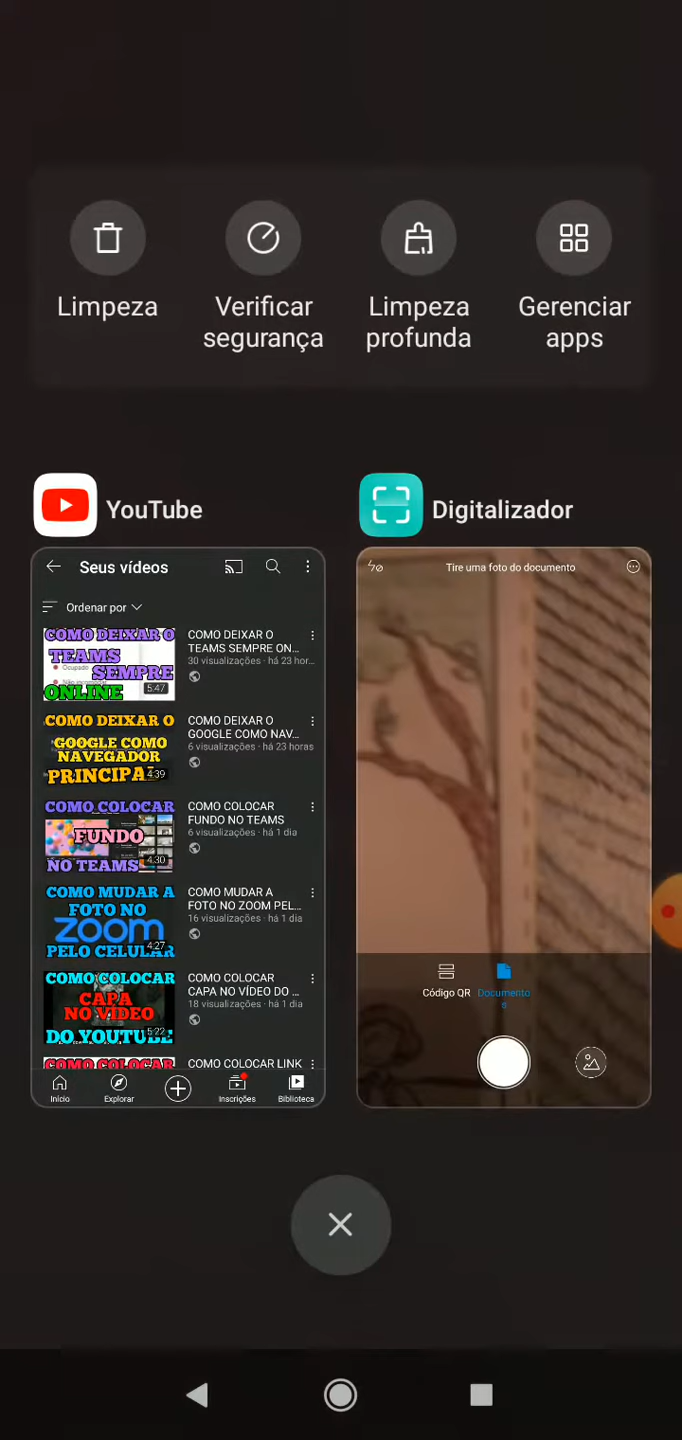 Limpeza
Verificar
segurança
Limpeza
profunda
Gerenciar
apps
YouTube
Seus vídeos
Ordenar por
COMO DEIXAR O
TEAMS
SEMPRE
Ocupado
ONLINE
5:47
COMO DEIXAR O
TEAMS SEMPRE ON...
30 visualizações · há 23 hor...
COMO DEIXAR O
GOOGLE COMO
NAVEGADOR
PRINCIPA
4:39
COMO DEIXAR O
GOOGLE COMO NAV...
6 visualizações · há 23 horas
COMO COLOCAR
FUNDO
NO TEAMS
4:30
COMO COLOCAR
FUNDO NO TEAMS
6 visualizações · há 1 dia
COMO MUDAR A
FOTO NO
zoom
PELO CELULAR
4:27
COMO MUDAR A
FOTO NO ZOOM PEL...
16 visualizações · há 1 dia
COMO COLOCAR
CAPA
NO VÍDEO
DO YOUTUBE
5:22
COMO COLOCAR
CAPA NO VÍDEO DO ...
18 visualizações · há 1 dia
COMO COLOCAR
COMO COLOCAR LINK
Início
Explorar
Inscrições
Biblioteca
Digitalizador
Tire uma foto do documento
Código QR
Documento
s